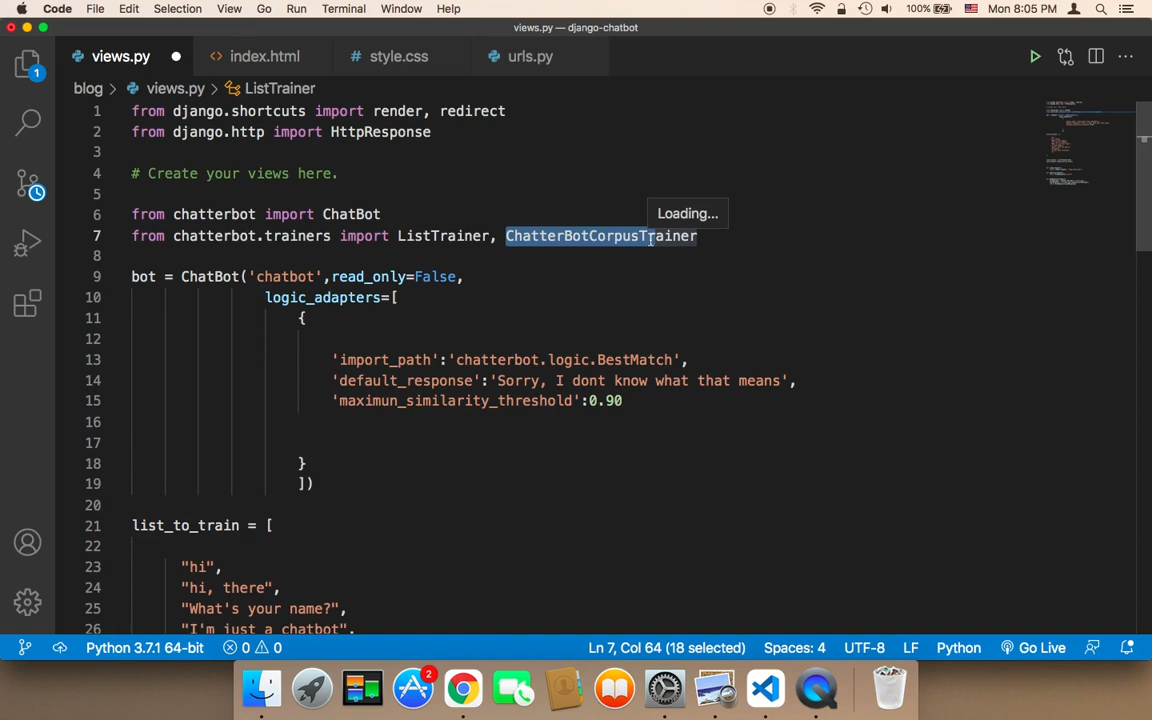 Code File Edit Selection View Go Run Terminal Window Help 100% Mon 8:05 PM
views.py — django-chatbot
views.py index.html # style.css urls.py
1
blog > views.py > ListTrainer
1 from django.shortcuts import render, redirect
2 from django.http import HttpResponse
3
4 # Create your views here.
5
6 from chatterbot import ChatBot
Loading...
7 from chatterbot.trainers import ListTrainer, ChatterBotCorpusTrainer
8
9 bot = ChatBot('chatbot',read_only=False,
10 logic_adapters=[
11 {
12
13 'import_path':'chatterbot.logic.BestMatch',
14 'default_response':'Sorry, I dont know what that means',
15 'maximun_similarity_threshold':0.90
16
17
18 }
19 ])
20
21 list_to_train = [
22
23 "hi",
24 "hi, there",
25 "What's your name?",
26 "I'm just a chatbot",
Python 3.7.1 64-bit 0 0 Ln 7, Col 64 (18 selected) Spaces: 4 UTF-8 LF Python Go Live
2